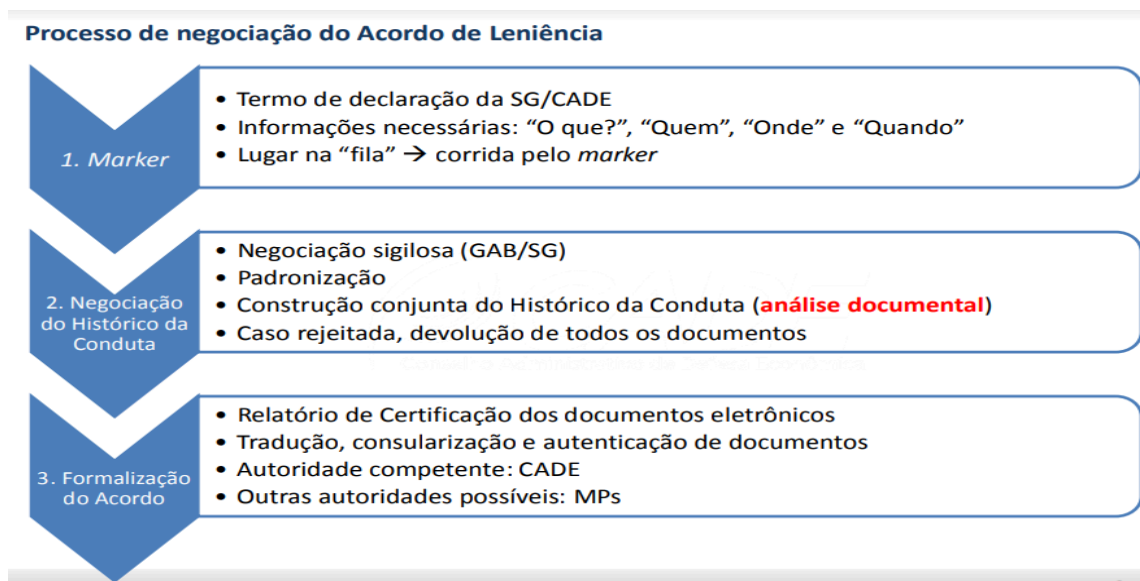 Processo de negociação do Acordo de Leniência
1. Marker
• Termo de declaração da SG/CADE
• Informações necessárias: “O que?”, “Quem”, “Onde” e “Quando”
• Lugar na “fila” → corrida pelo marker
2. Negociação
do Histórico da
Conduta
• Negociação sigilosa (GAB/SG)
• Padronização
• Construção conjunta do Histórico da Conduta (análise documental)
• Caso rejeitada, devolução de todos os documentos
3. Formalização
do Acordo
• Relatório de Certificação dos documentos eletrônicos
• Tradução, consularização e autenticação de documentos
• Autoridade competente: CADE
• Outras autoridades possíveis: MPs